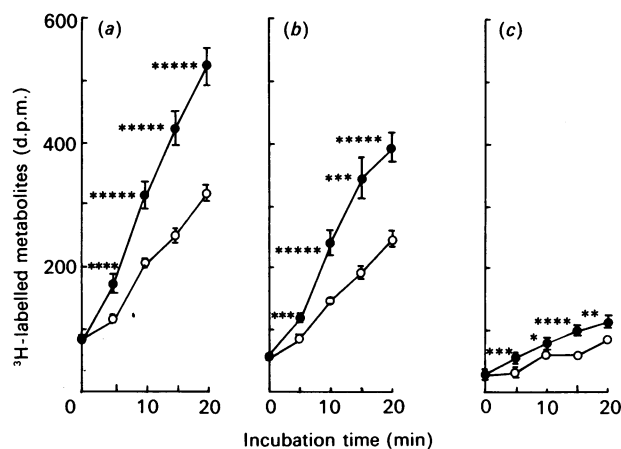 (a)
(b)
(c)
600
400
200
³H-labelled metabolites (d.p.m.)
*****
*****
*****
****
*****
***
*****
***
***
*
****
**
0 10 20
0 10 20
0 10 20
Incubation time (min)